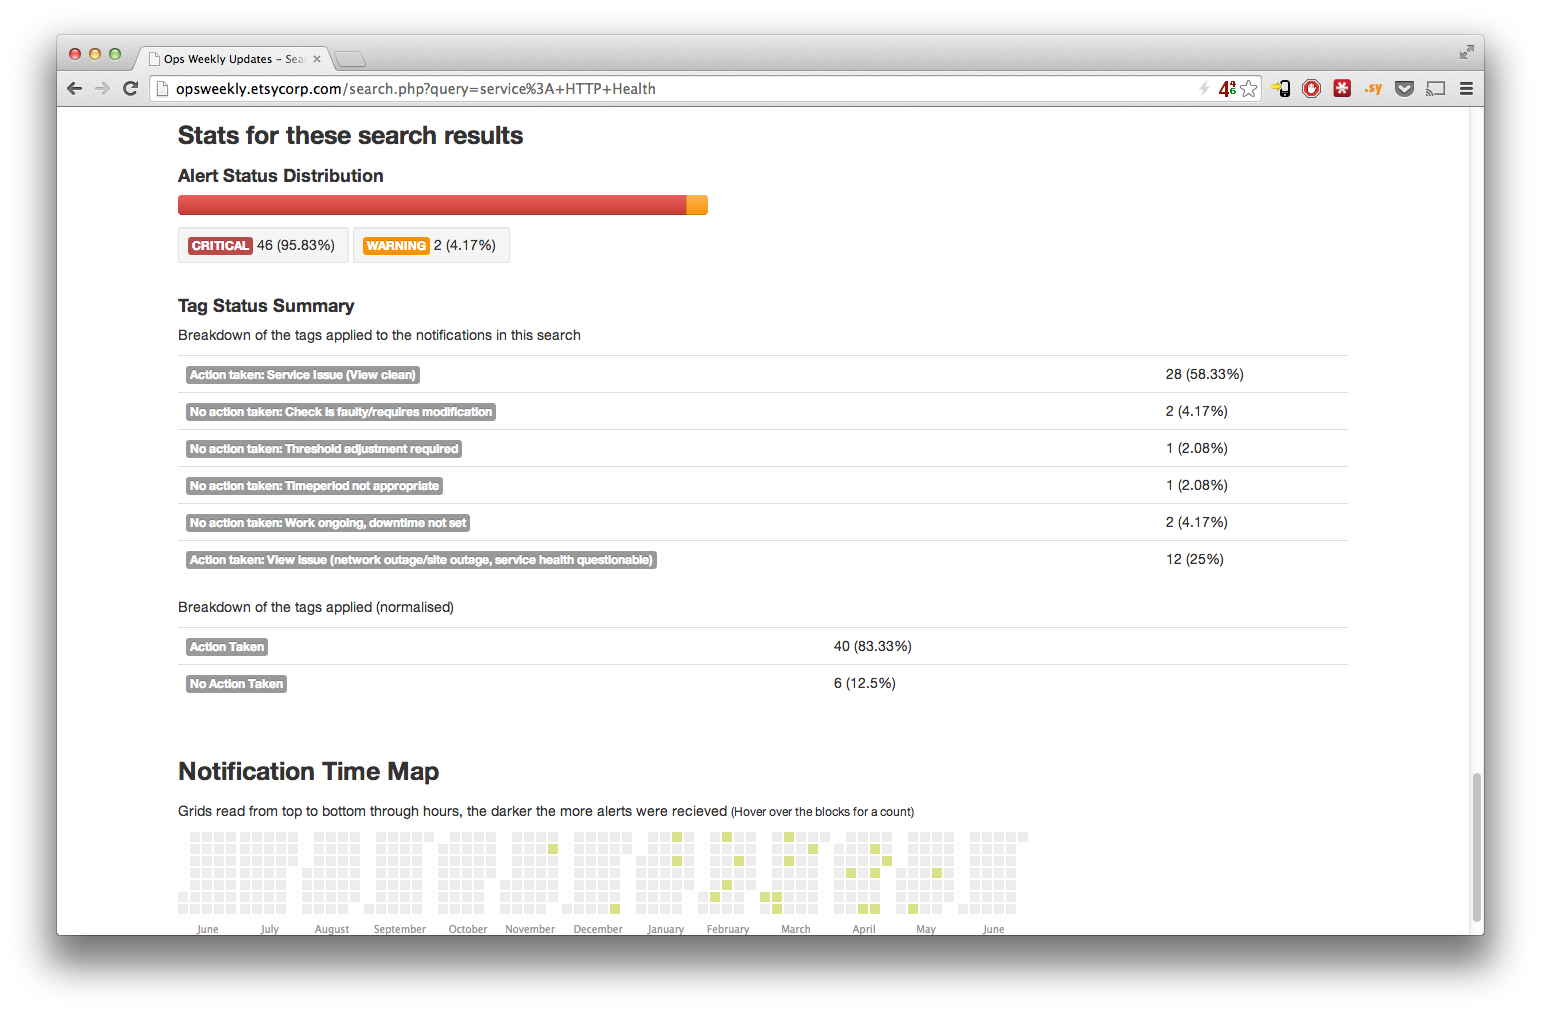 Ops Weekly Updates – Sea
opsweekly.etsycorp.com/search.php?query=service%3A+HTTP+Health
.sy
Stats for these search results
Alert Status Distribution
CRITICAL 46 (95.83%) WARNING 2 (4.17%)
Tag Status Summary
Breakdown of the tags applied to the notifications in this search
Action taken: Service Issue (View clean) 28 (58.33%)
No action taken: Check is faulty/requires modification 2 (4.17%)
No action taken: Threshold adjustment required 1 (2.08%)
No action taken: Timeperiod not appropriate 1 (2.08%)
No action taken: Work ongoing, downtime not set 2 (4.17%)
Action taken: View issue (network outage/site outage, service health questionable) 12 (25%)
Breakdown of the tags applied (normalised)
Action Taken 40 (83.33%)
No Action Taken 6 (12.5%)
Notification Time Map
Grids read from top to bottom through hours, the darker the more alerts were recieved (Hover over the blocks for a count)
June July August September October November December January February March April May June